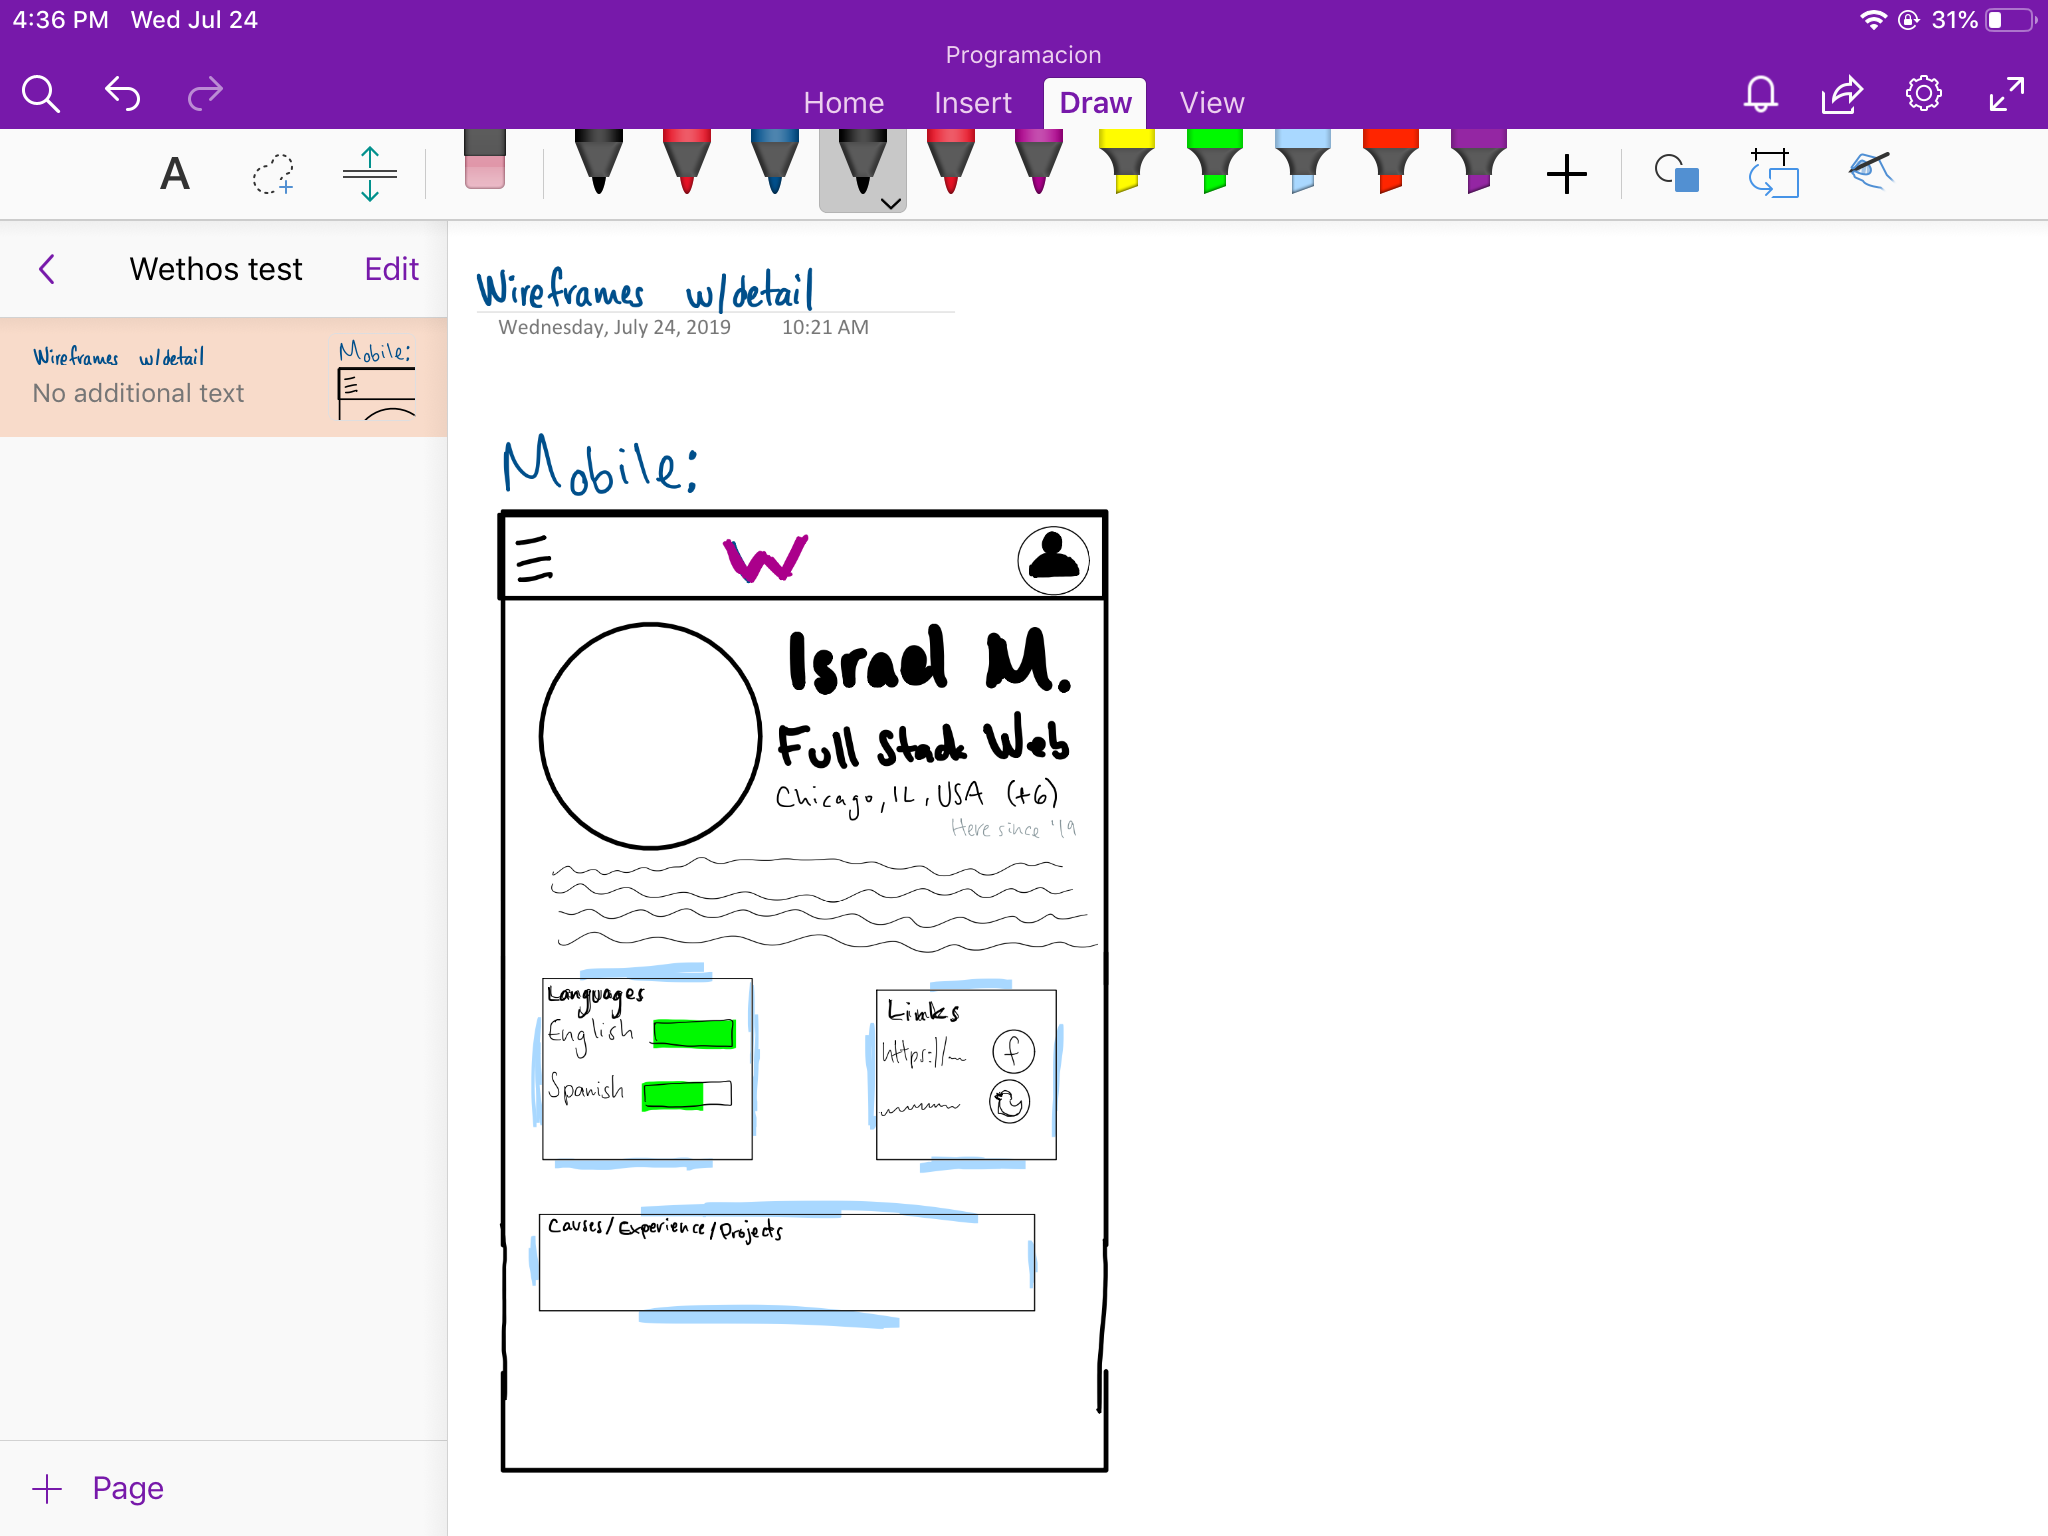 4:36 PM Wed Jul 24
31%
Programacion
Home Insert Draw View
A
Wethos test Edit
Wireframes w/detail
No additional text
Mobile:
Wireframes w/detail
Wednesday, July 24, 2019 10:21 AM
Mobile:
W
Israel M.
Full Stack Web
Chicago, IL, USA (+6)
Here since '19
Languages
English
Spanish
Links
https://
f
Causes/Experience/Projects
+ Page